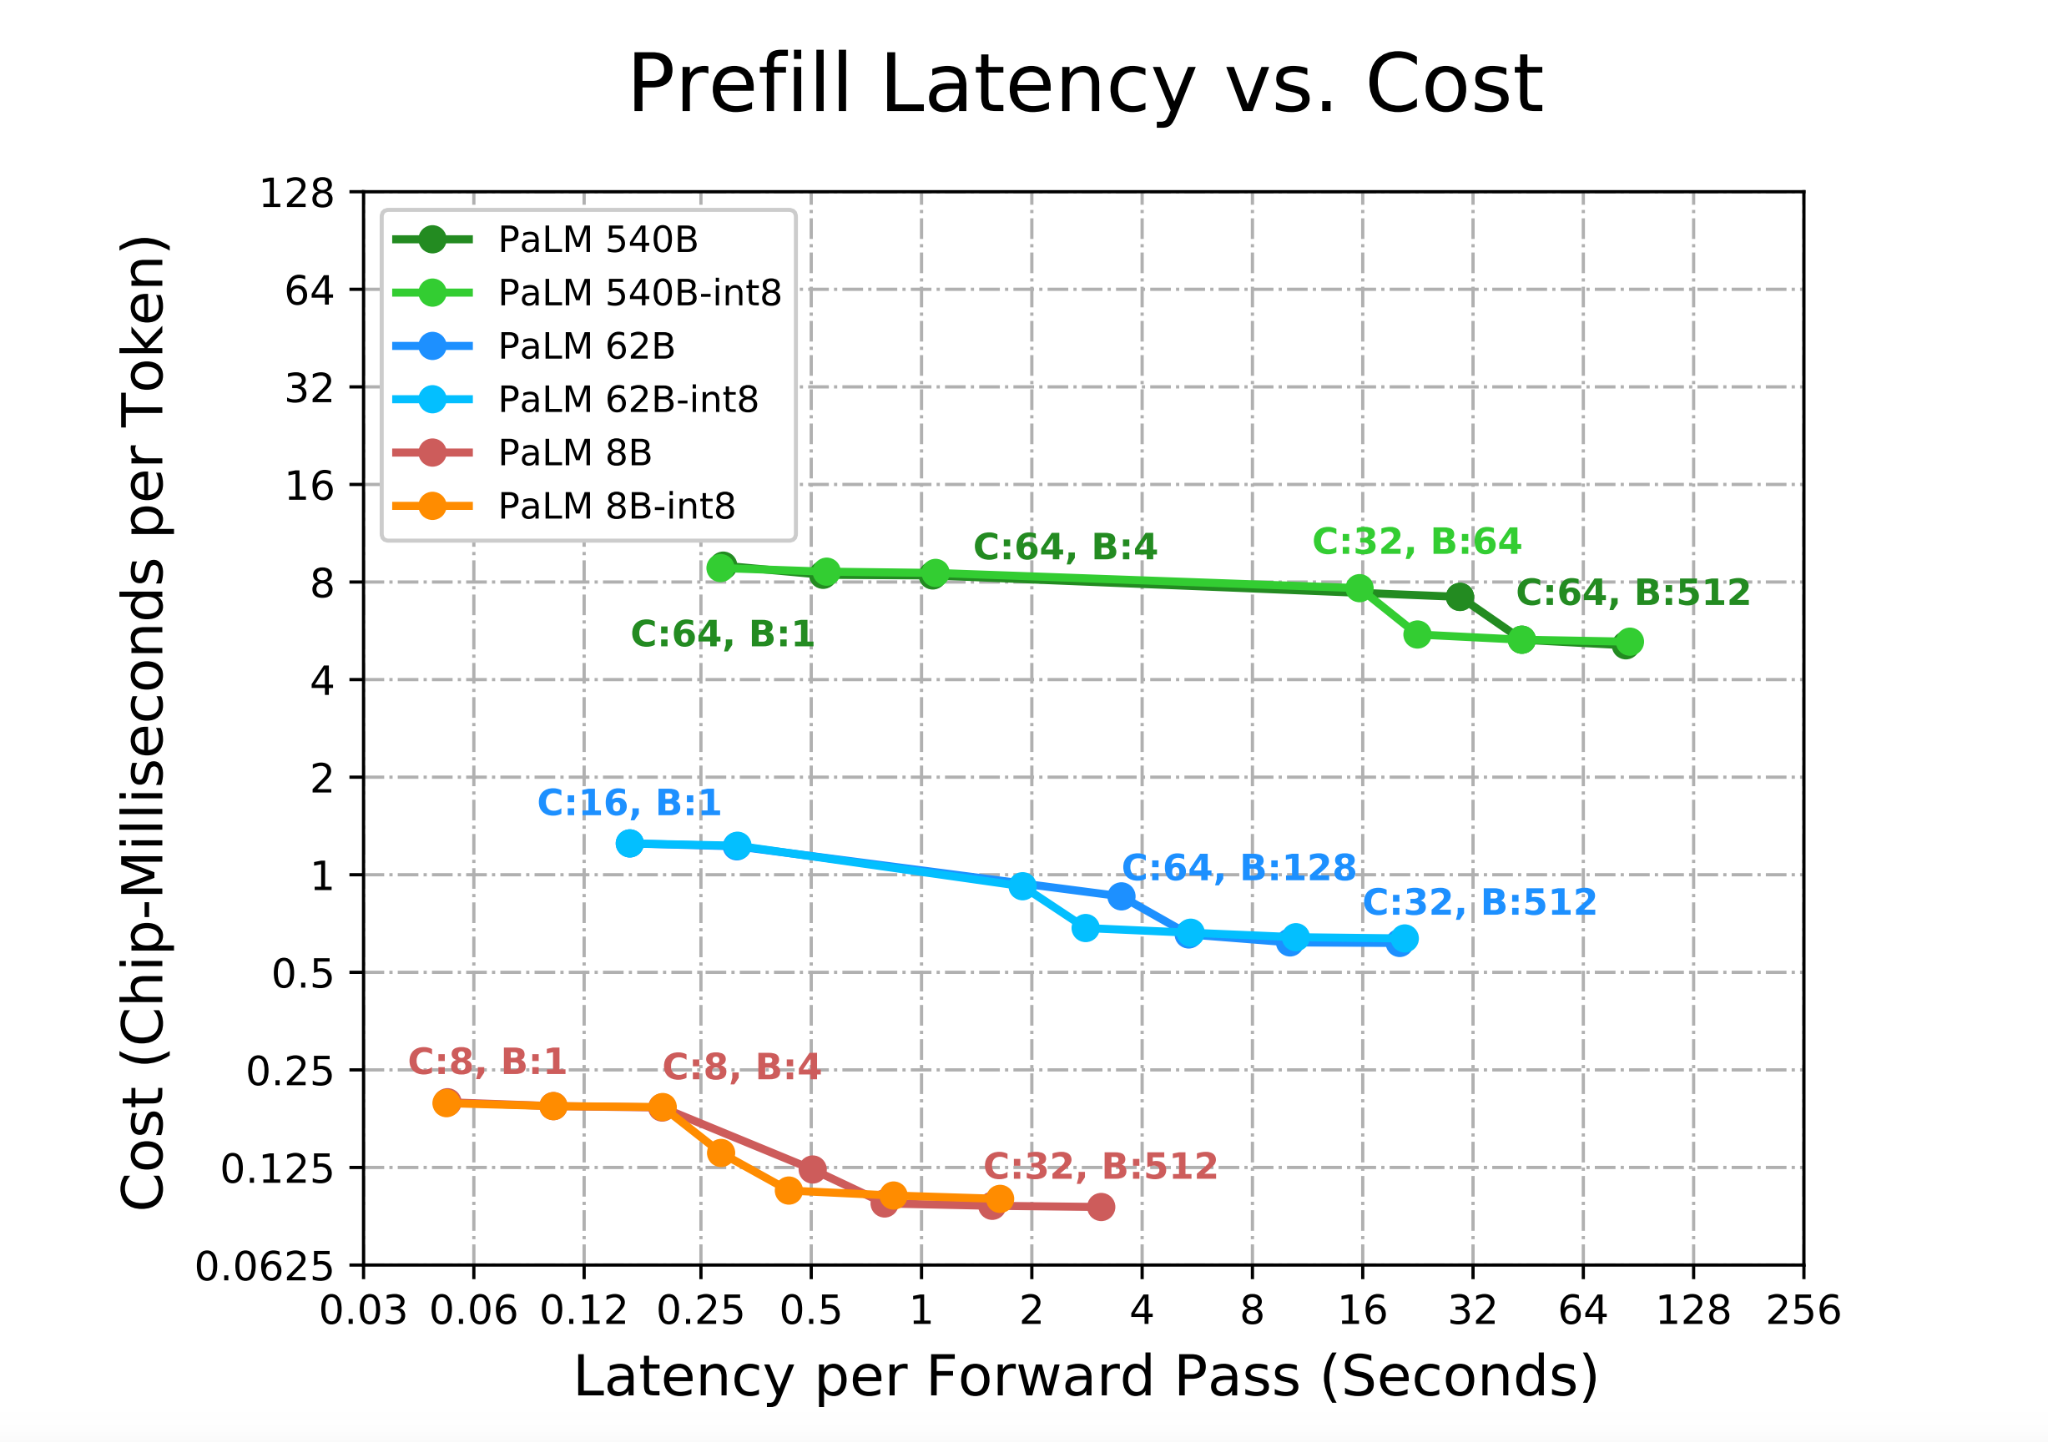 Prefill Latency vs. Cost
Cost (Chip-Milliseconds per Token)
128
64
32
16
8
4
2
1
0.5
0.25
0.125
0.0625
PaLM 540B
PaLM 540B-int8
PaLM 62B
PaLM 62B-int8
PaLM 8B
PaLM 8B-int8
C:64, B:4
C:32, B:64
C:64, B:512
C:64, B:1
C:16, B:1
C:64, B:128
C:32, B:512
C:8, B:1
C:8, B:4
C:32, B:512
0.03 0.06 0.12 0.25 0.5 1 2 4 8 16 32 64 128 256
Latency per Forward Pass (Seconds)